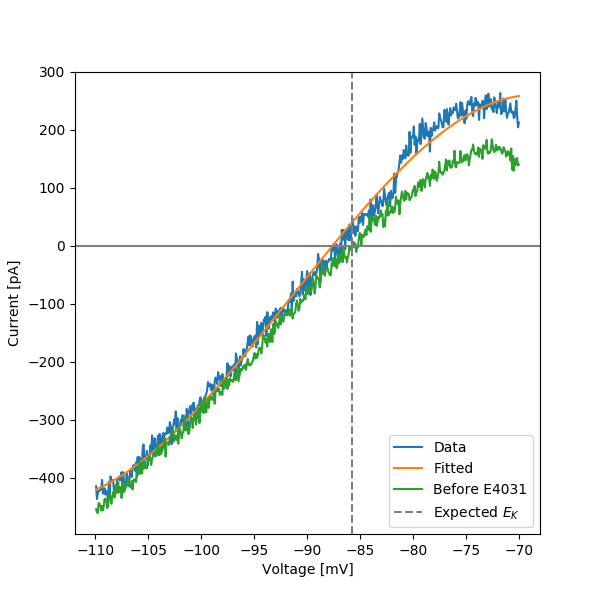 300
200
100
0
−100
−200
−300
−400
Current [pA]
Data
Fitted
Before E4031
Expected E_K
−110 −105 −100 −95 −90 −85 −80 −75 −70
Voltage [mV]